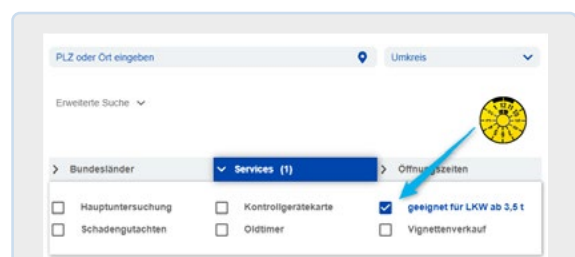 PLZ oder Ort eingeben
Umkreis
Erweiterte Suche
Bundesländer
Services (1)
Öffnungszeiten
Hauptuntersuchung
Kontrollgerätekarte
geeignet für LKW ab 3,5 t
Schadengutachten
Oldtimer
Vignettenverkauf